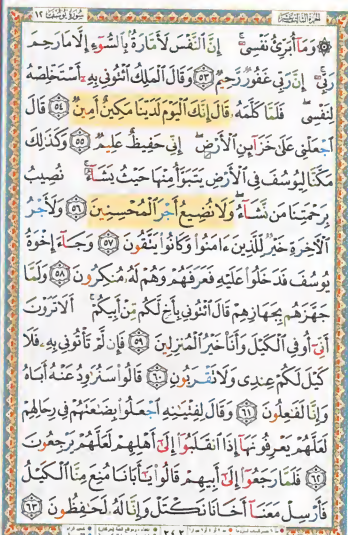 الجزء الثالث عشر سورة يوسف ١٢
۞ وَمَآ أُبَرِّئُ نَفْسِىٓ ۚ إِنَّ ٱلنَّفْسَ لَأَمَّارَةٌۢ بِٱلسُّوٓءِ إِلَّا مَا رَحِمَ
رَبِّىٓ ۚ إِنَّ رَبِّى غَفُورٌ رَّحِيمٌ ٥٣ وَقَالَ ٱلْمَلِكُ ٱئْتُونِى بِهِۦٓ أَسْتَخْلِصْهُ
لِنَفْسِى ۖ فَلَمَّا كَلَّمَهُۥ قَالَ إِنَّكَ ٱلْيَوْمَ لَدَيْنَا مَكِينٌ أَمِينٌ ٥٤ قَالَ
ٱجْعَلْنِى عَلَىٰ خَزَآئِنِ ٱلْأَرْضِ ۖ إِنِّى حَفِيظٌ عَلِيمٌ ٥٥ وَكَذَٰلِكَ
مَكَّنَّا لِيُوسُفَ فِى ٱلْأَرْضِ يَتَبَوَّأُ مِنْهَا حَيْثُ يَشَآءُ ۚ نُصِيبُ
بِرَحْمَتِنَا مَن نَّشَآءُ ۖ وَلَا نُضِيعُ أَجْرَ ٱلْمُحْسِنِينَ ٥٦ وَلَأَجْرُ
ٱلْـَٔاخِرَةِ خَيْرٌ لِّلَّذِينَ ءَامَنُوا۟ وَكَانُوا۟ يَتَّقُونَ ٥٧ وَجَآءَ إِخْوَةُ
يُوسُفَ فَدَخَلُوا۟ عَلَيْهِ فَعَرَفَهُمْ وَهُمْ لَهُۥ مُنكِرُونَ ٥٨ وَلَمَّا
جَهَّزَهُم بِجَهَازِهِمْ قَالَ ٱئْتُونِى بِأَخٍ لَّكُم مِّنْ أَبِيكُمْ ۚ أَلَا تَرَوْنَ
أَنِّىٓ أُوفِى ٱلْكَيْلَ وَأَنَا۠ خَيْرُ ٱلْمُنزِلِينَ ٥٩ فَإِن لَّمْ تَأْتُونِى بِهِۦ فَلَا
كَيْلَ لَكُمْ عِندِى وَلَا تَقْرَبُونِ ٦٠ قَالُوا۟ سَنُرَٰوِدُ عَنْهُ أَبَاهُ
وَإِنَّا لَفَٰعِلُونَ ٦١ وَقَالَ لِفِتْيَٰنِهِ ٱجْعَلُوا۟ بِضَٰعَتَهُمْ فِى رِحَالِهِمْ
لَعَلَّهُمْ يَعْرِفُونَهَآ إِذَا ٱنقَلَبُوٓا۟ إِلَىٰٓ أَهْلِهِمْ لَعَلَّهُمْ يَرْجِعُونَ
٦٢ فَلَمَّا رَجَعُوٓا۟ إِلَىٰٓ أَبِيهِمْ قَالُوا۟ يَٰٓأَبَانَا مُنِعَ مِنَّا ٱلْكَيْلُ
فَأَرْسِلْ مَعَنَآ أَخَانَا نَكْتَلْ وَإِنَّا لَهُۥ لَحَٰفِظُونَ ٦٣
٢٤٢